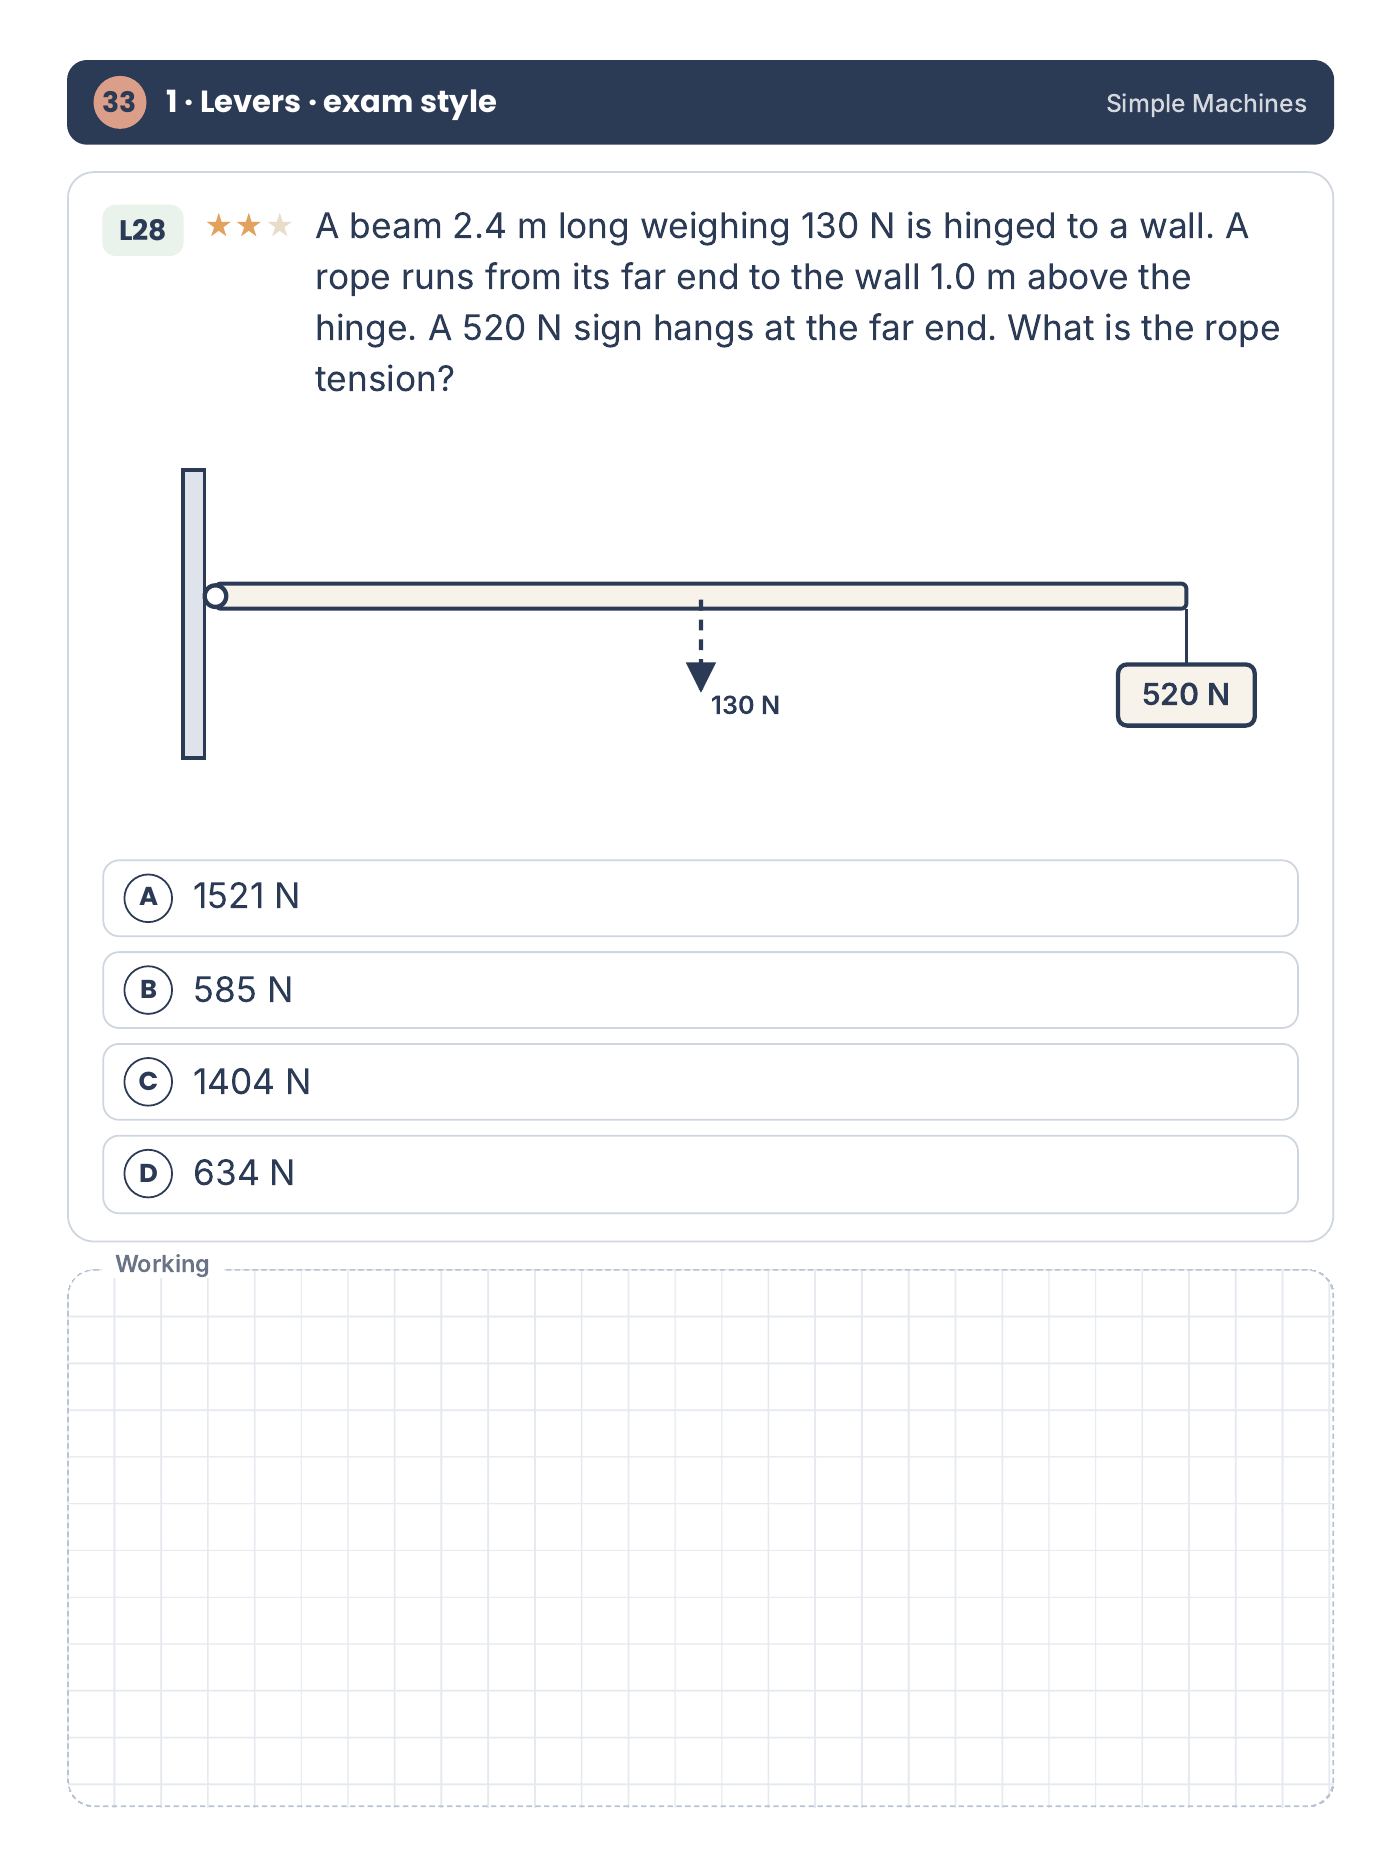 33 1 · Levers · exam style Simple Machines
L28 ★★★ A beam 2.4 m long weighing 130 N is hinged to a wall. A
rope runs from its far end to the wall 1.0 m above the
hinge. A 520 N sign hangs at the far end. What is the rope
tension?
130 N
520 N
A 1521 N
B 585 N
C 1404 N
D 634 N
Working